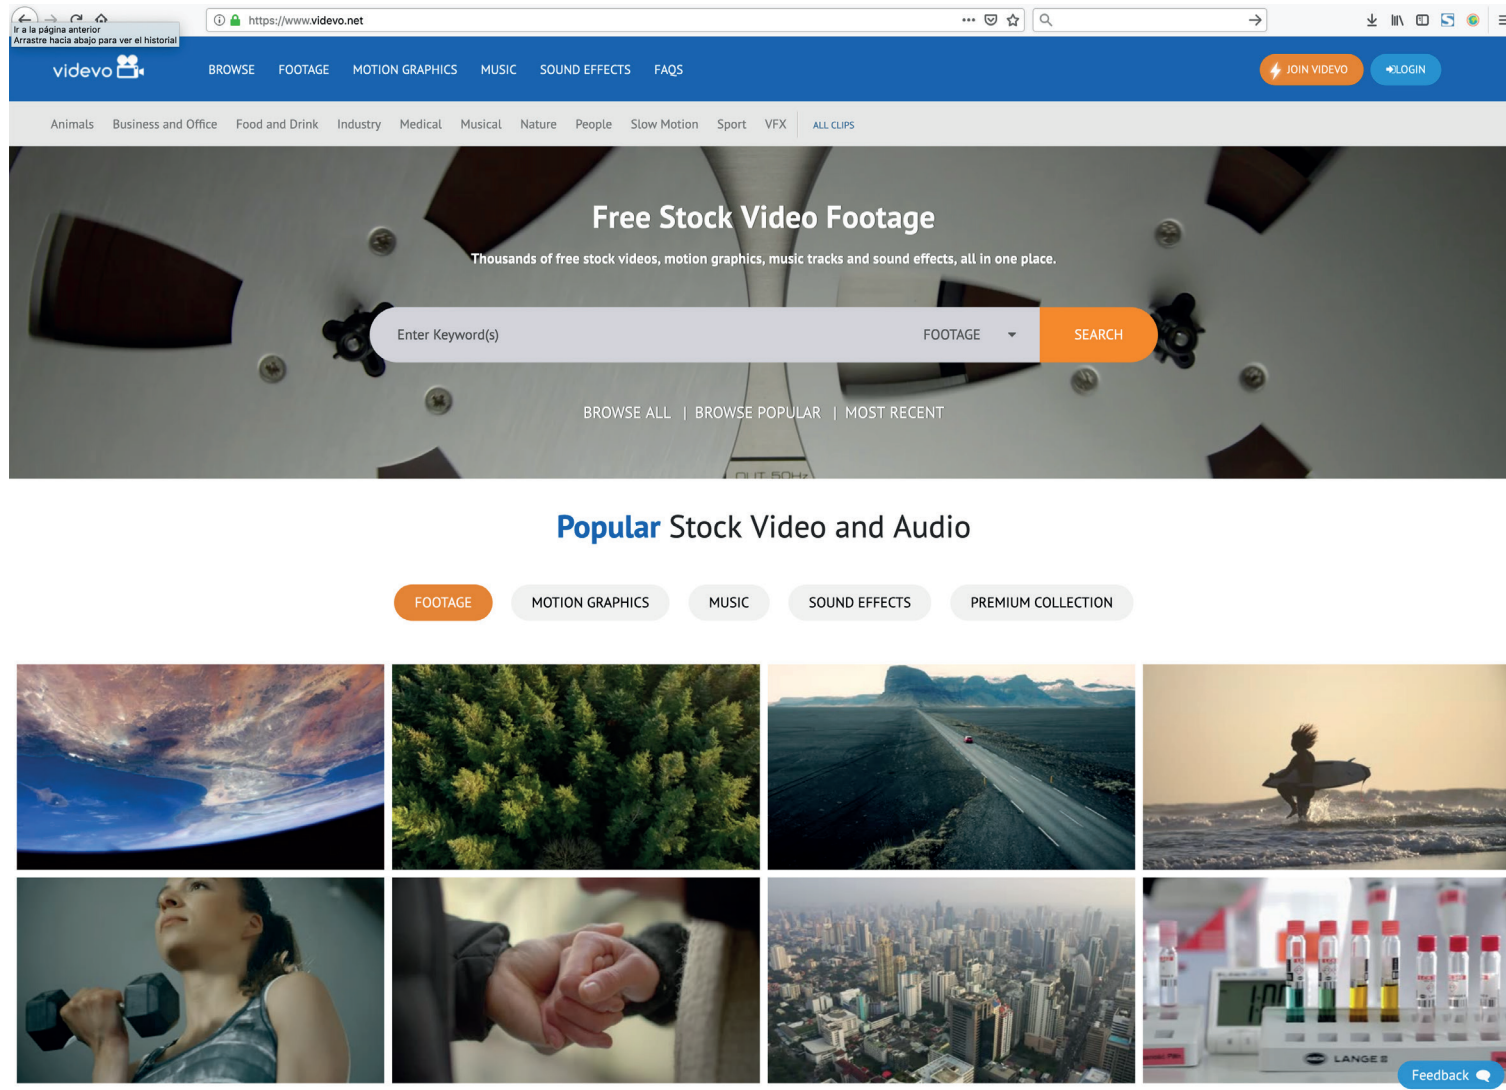 https://www.videvo.net
Ir a la página anterior
Arrastre hacia abajo para ver el historial
videvo
BROWSE FOOTAGE MOTION GRAPHICS MUSIC SOUND EFFECTS FAQS
JOIN VIDEVO LOGIN
Animals Business and Office Food and Drink Industry Medical Musical Nature People Slow Motion Sport VFX ALL CLIPS
Free Stock Video Footage
Thousands of free stock videos, motion graphics, music tracks and sound effects, all in one place.
Enter Keyword(s) FOOTAGE SEARCH
BROWSE ALL | BROWSE POPULAR | MOST RECENT
OUT 50Hz
Popular Stock Video and Audio
FOOTAGE MOTION GRAPHICS MUSIC SOUND EFFECTS PREMIUM COLLECTION
LANGE
Feedback